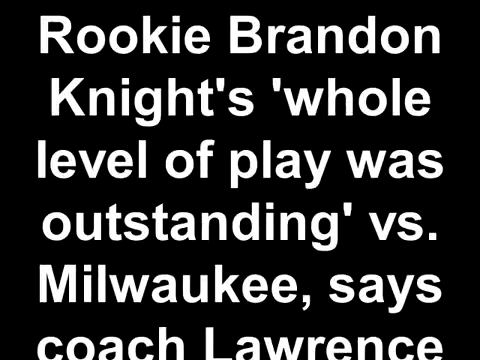 Rookie Brandon
Knight's 'whole
level of play was
outstanding' vs.
Milwaukee, says
coach Lawrence